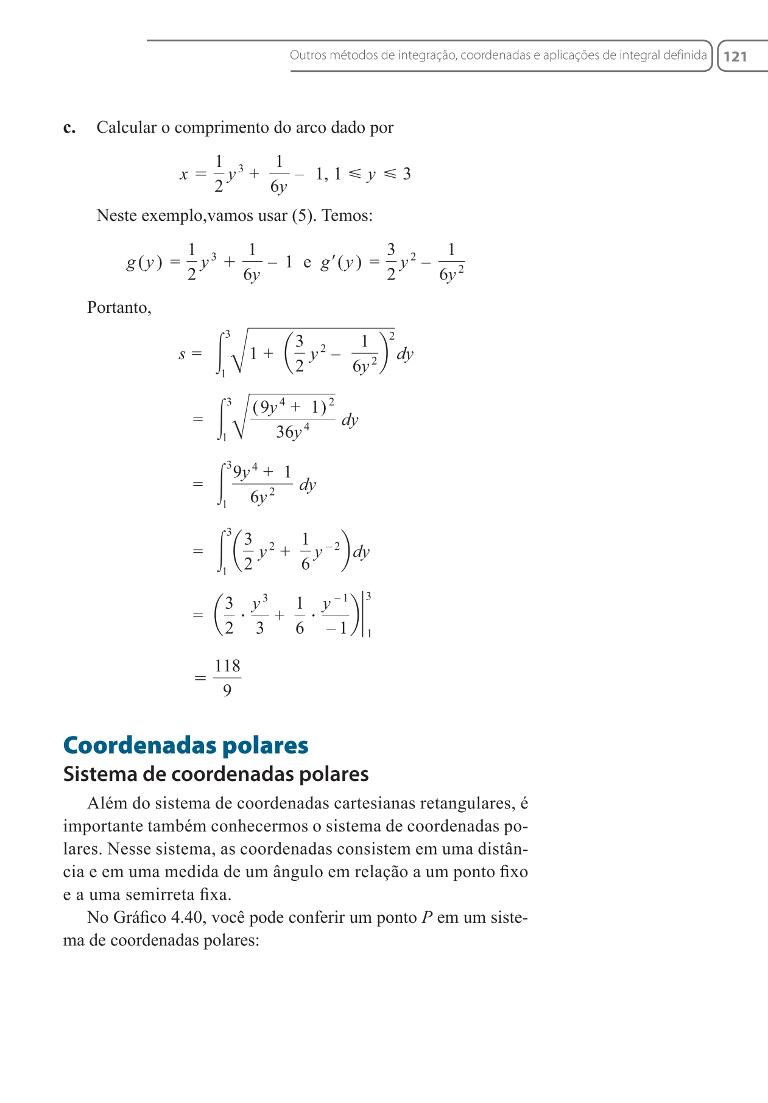 Outros métodos de integração, coordenadas e aplicações de integral definida 121
c. Calcular o comprimento do arco dado por
x = \frac{1}{2}y^3 + \frac{1}{6y} – 1, 1 ⩽ y ⩽ 3
Neste exemplo,vamos usar (5). Temos:
g(y) = \frac{1}{2}y^3 + \frac{1}{6y} – 1 e g′(y) = \frac{3}{2}y^2 – \frac{1}{6y^2}
Portanto,
s = \int_1^3 \sqrt{1 + \left(\frac{3}{2}y^2 – \frac{1}{6y^2}\right)^2} dy
= \int_1^3 \sqrt{\frac{(9y^4 + 1)^2}{36y^4}} dy
= \int_1^3 \frac{9y^4 + 1}{6y^2} dy
= \int_1^3 \left(\frac{3}{2}y^2 + \frac{1}{6}y^{–2}\right) dy
= \left(\frac{3}{2} · \frac{y^3}{3} + \frac{1}{6} · \frac{y^{–1}}{–1}\right)\Big|_1^3
= \frac{118}{9}
Coordenadas polares
Sistema de coordenadas polares
Além do sistema de coordenadas cartesianas retangulares, é
importante também conhecermos o sistema de coordenadas po-
lares. Nesse sistema, as coordenadas consistem em uma distân-
cia e em uma medida de um ângulo em relação a um ponto fixo
e a uma semirreta fixa.
No Gráfico 4.40, você pode conferir um ponto P em um siste-
ma de coordenadas polares: